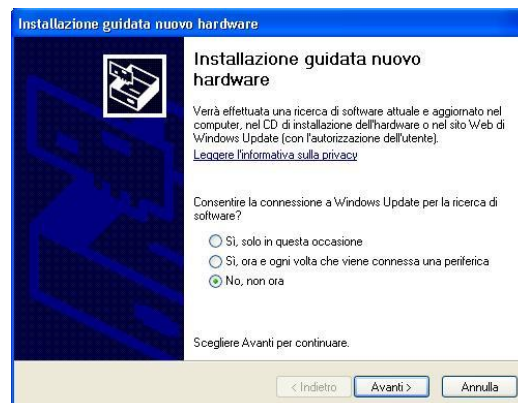 Installazione guidata nuovo hardware
Installazione guidata nuovo
hardware
Verrà effettuata una ricerca di software attuale e aggiornato nel
computer, nel CD di installazione dell'hardware o nel sito Web di
Windows Update (con l'autorizzazione dell'utente).
Leggere l'informativa sulla privacy
Consentire la connessione a Windows Update per la ricerca di
software?
Sì, solo in questa occasione
Sì, ora e ogni volta che viene connessa una periferica
No, non ora
Scegliere Avanti per continuare.
< Indietro
Avanti >
Annulla